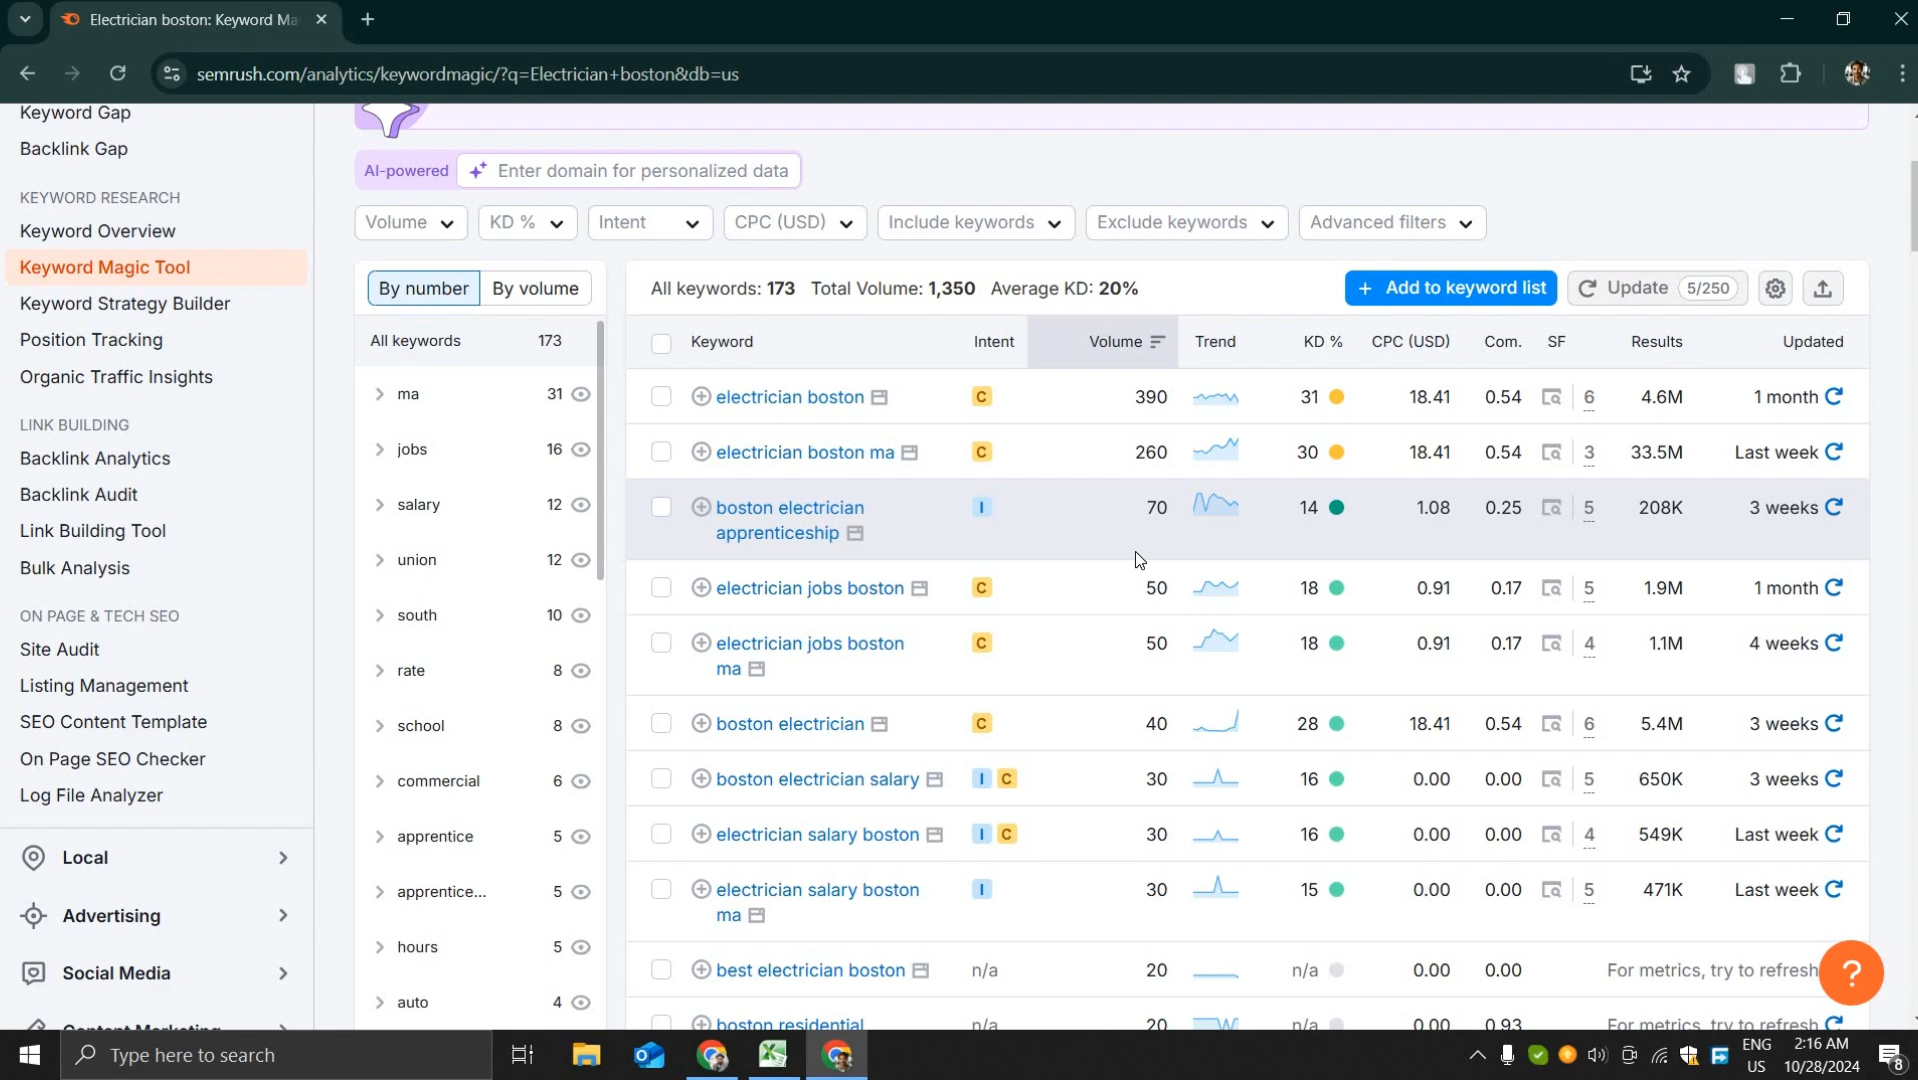 Electrician boston: Keyword Ma
semrush.com/analytics/keywordmagic/?q=Electrician+boston&db=us
Keyword Gap
Backlink Gap
KEYWORD RESEARCH
Keyword Overview
Keyword Magic Tool
Keyword Strategy Builder
Position Tracking
Organic Traffic Insights
LINK BUILDING
Backlink Analytics
Backlink Audit
Link Building Tool
Bulk Analysis
ON PAGE & TECH SEO
Site Audit
Listing Management
SEO Content Template
On Page SEO Checker
Log File Analyzer
Local
Advertising
Social Media
Content Marketing
AI-powered Enter domain for personalized data
Volume KD % Intent CPC (USD) Include keywords Exclude keywords Advanced filters
By number By volume
All keywords 173
ma 31
jobs 16
salary 12
union 12
south 10
rate 8
school 8
commercial 6
apprentice 5
apprentice... 5
hours 5
auto 4
All keywords: 173 Total Volume: 1,350 Average KD: 20%
+ Add to keyword list Update 5/250
Keyword Intent Volume Trend KD % CPC (USD) Com. SF Results Updated
electrician boston C 390 31 18.41 0.54 6 4.6M 1 month
electrician boston ma C 260 30 18.41 0.54 3 33.5M Last week
boston electrician I 70 14 1.08 0.25 5 208K 3 weeks
apprenticeship
electrician jobs boston C 50 18 0.91 0.17 5 1.9M 1 month
electrician jobs boston C 50 18 0.91 0.17 4 1.1M 4 weeks
ma
boston electrician C 40 28 18.41 0.54 6 5.4M 3 weeks
boston electrician salary I C 30 16 0.00 0.00 5 650K 3 weeks
electrician salary boston I C 30 16 0.00 0.00 4 549K Last week
electrician salary boston I 30 15 0.00 0.00 5 471K Last week
ma
best electrician boston n/a 20 n/a 0.00 0.00 For metrics, try to refresh
boston residential n/a 20 n/a 0.00 0.93 For metrics, try to refresh
?
Type here to search
ENG
US
2:16 AM
10/28/2024
8